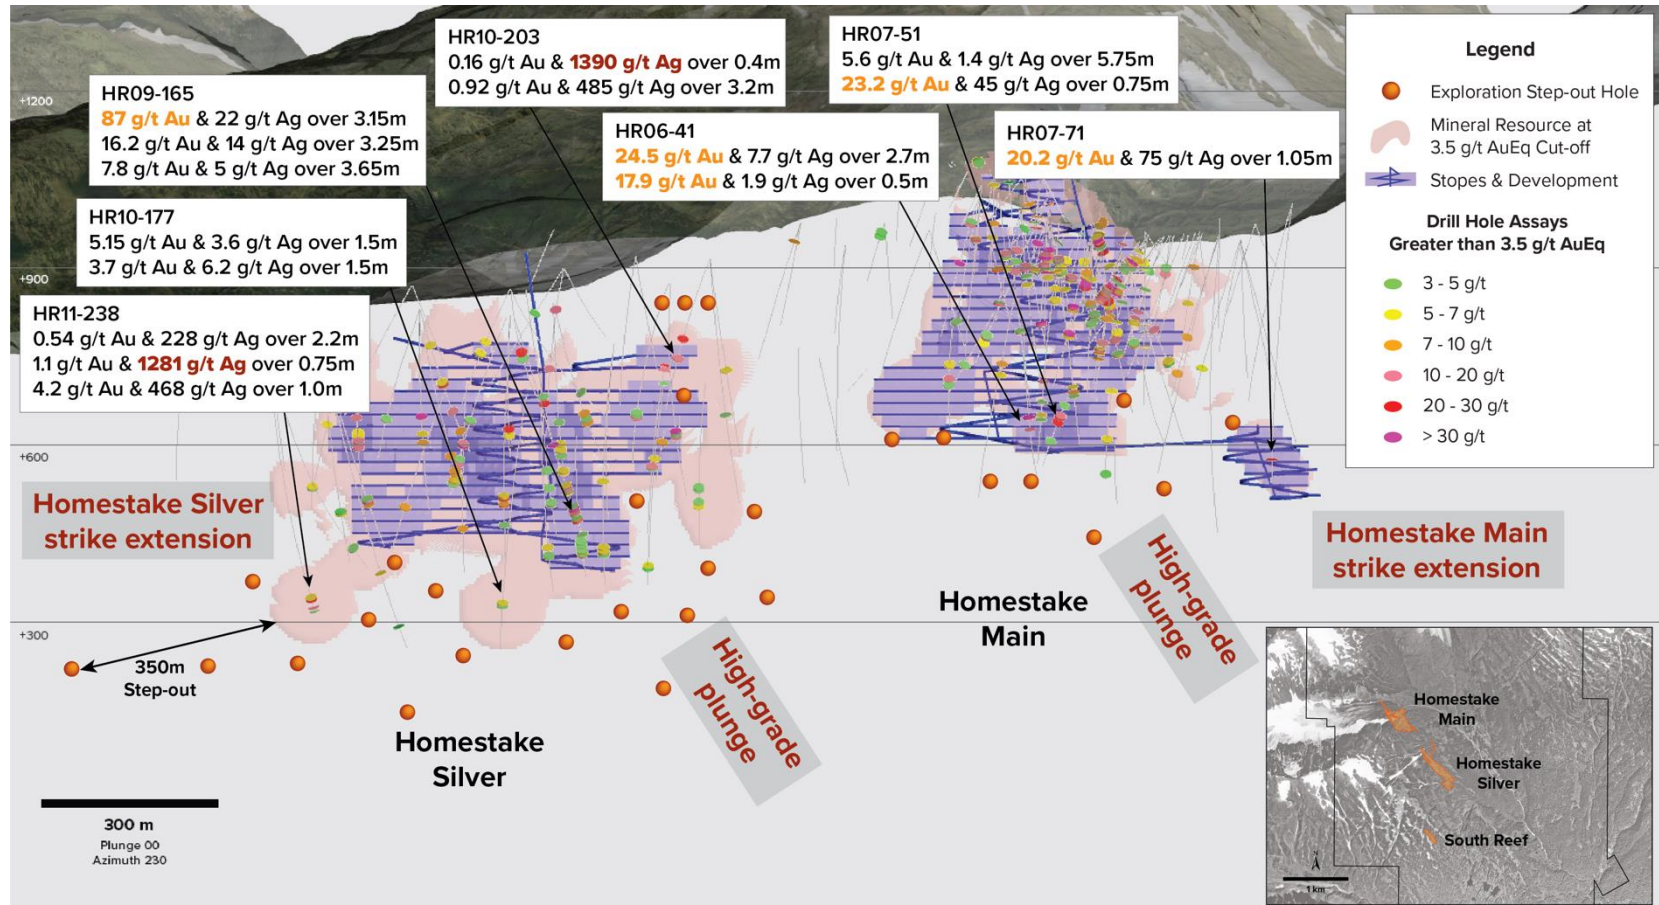 HR10-203
0.16 g/t Au & 1390 g/t Ag over 0.4m
0.92 g/t Au & 485 g/t Ag over 3.2m
HR07-51
5.6 g/t Au & 1.4 g/t Ag over 5.75m
23.2 g/t Au & 45 g/t Ag over 0.75m
HR09-165
87 g/t Au & 22 g/t Ag over 3.15m
16.2 g/t Au & 14 g/t Ag over 3.25m
7.8 g/t Au & 5 g/t Ag over 3.65m
HR06-41
24.5 g/t Au & 7.7 g/t Ag over 2.7m
17.9 g/t Au & 1.9 g/t Ag over 0.5m
HR07-71
20.2 g/t Au & 75 g/t Ag over 1.05m
HR10-177
5.15 g/t Au & 3.6 g/t Ag over 1.5m
3.7 g/t Au & 6.2 g/t Ag over 1.5m
HR11-238
0.54 g/t Au & 228 g/t Ag over 2.2m
1.1 g/t Au & 1281 g/t Ag over 0.75m
4.2 g/t Au & 468 g/t Ag over 1.0m
Legend
Exploration Step-out Hole
Mineral Resource at
3.5 g/t AuEq Cut-off
Stopes & Development
Drill Hole Assays
Greater than 3.5 g/t AuEq
3 - 5 g/t
5 - 7 g/t
7 - 10 g/t
10 - 20 g/t
20 - 30 g/t
> 30 g/t
+1200
+900
+600
+300
Homestake Silver
strike extension
Homestake Main
strike extension
High-grade
plunge
Homestake
Main
High-grade
plunge
350m
Step-out
Homestake
Silver
300 m
Plunge 00
Azimuth 230
Homestake
Main
Homestake
Silver
South Reef
N
1 km